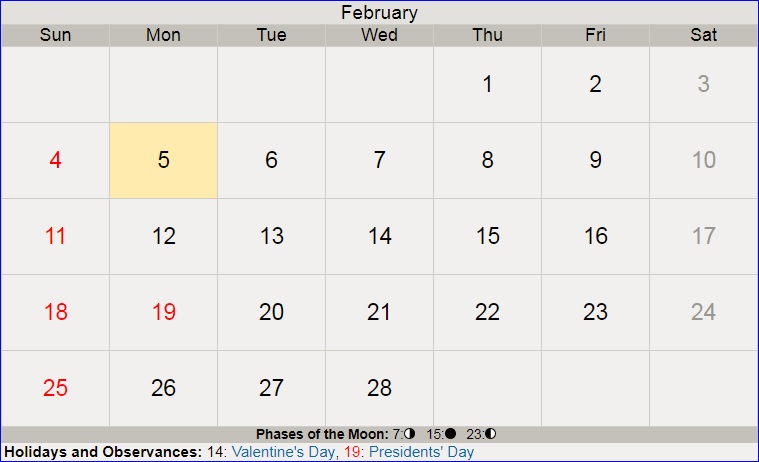 February
Sun Mon Tue Wed Thu Fri Sat
1 2 3
4 5 6 7 8 9 10
11 12 13 14 15 16 17
18 19 20 21 22 23 24
25 26 27 28
Phases of the Moon: 7:◑ 15:● 23:◐
Holidays and Observances: 14: Valentine's Day, 19: Presidents' Day